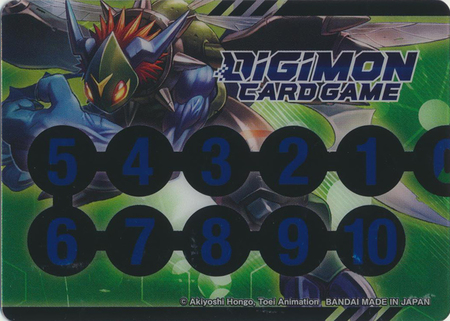 DIGIMON
CARD GAME
5 4 3 2 1 0
6 7 8 9 10
© Akiyoshi Hongo, Toei Animation BANDAI MADE IN JAPAN